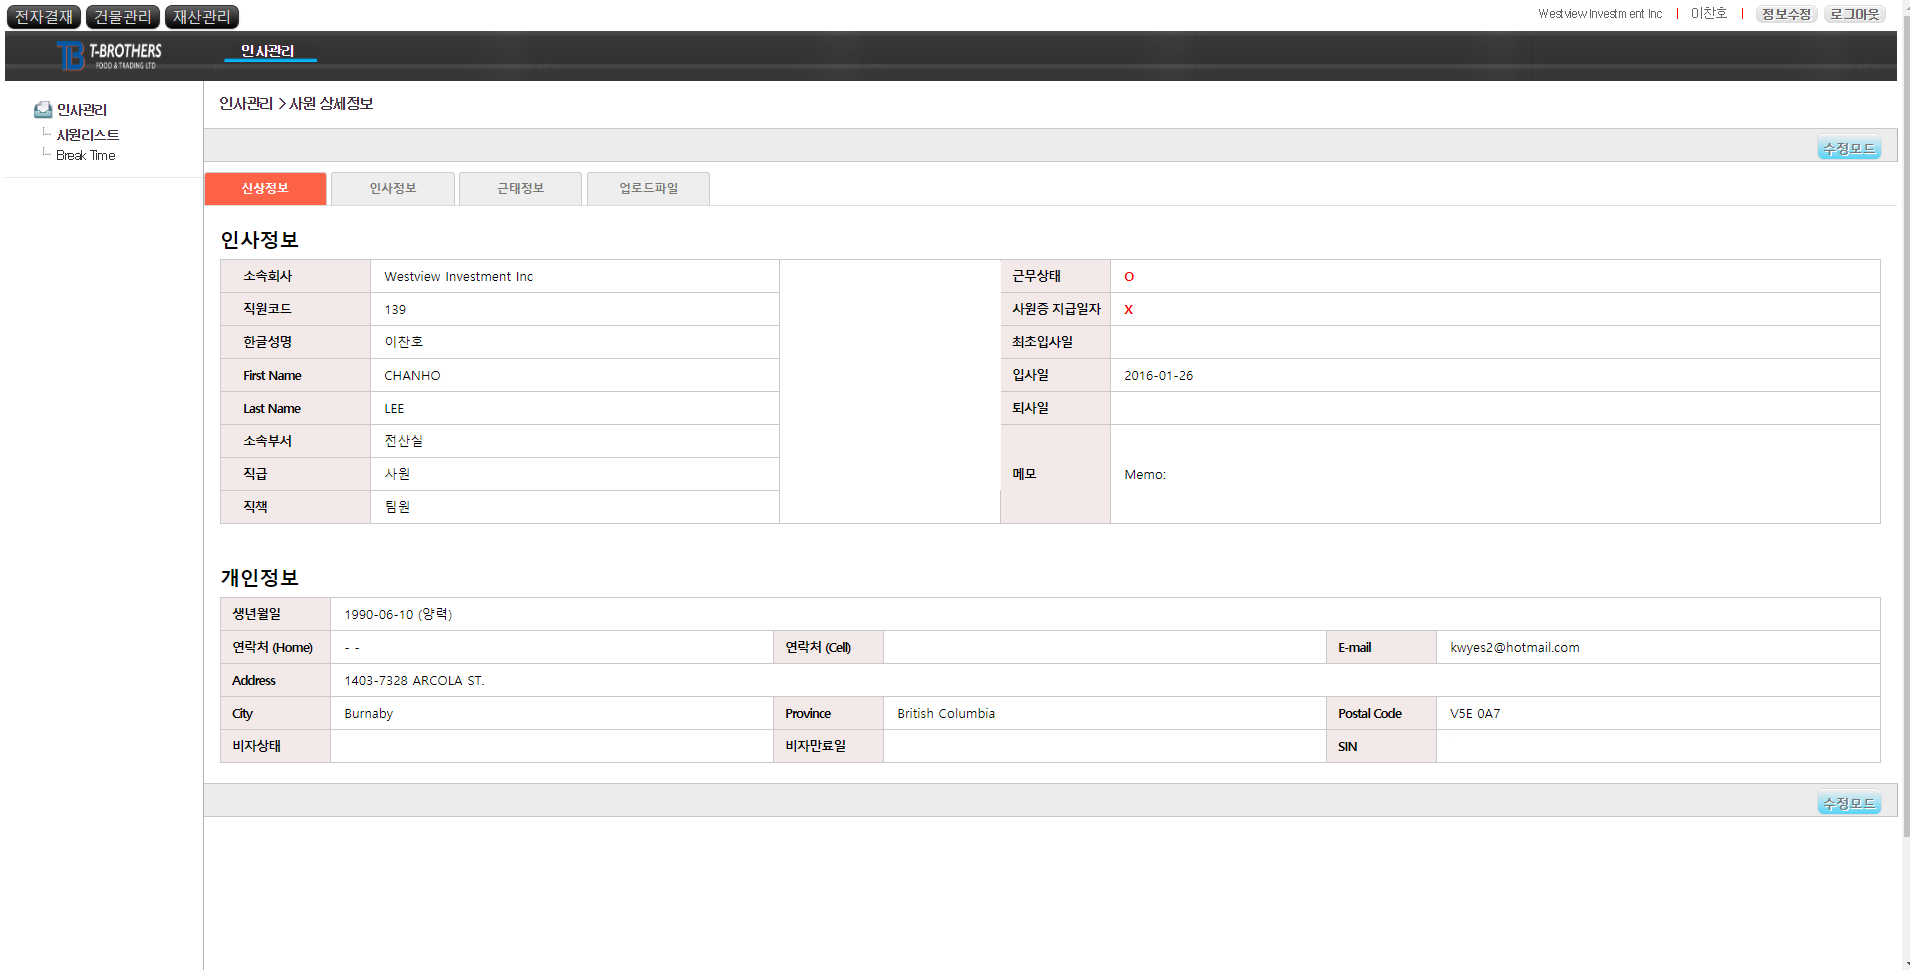 전자결재 건물관리 재산관리
Westview Investment Inc | 이찬호 | 정보수정 로그아웃
TB T-BROTHERS
FOOD & TRADING LTD
인사관리
인사관리
사원리스트
Break Time
인사관리 > 사원 상세정보
수정모드
신상정보 인사정보 근태정보 업로드파일
인사정보
소속회사 Westview Investment Inc 근무상태 O
직원코드 139 사원증 지급일자 X
한글성명 이찬호 최초입사일
First Name CHANHO 입사일 2016-01-26
Last Name LEE 퇴사일
소속부서 전산실
직급 사원 메모 Memo:
직책 팀원
개인정보
생년월일 1990-06-10 (양력)
연락처 (Home) - - 연락처 (Cell) E-mail kwyes2@hotmail.com
Address 1403-7328 ARCOLA ST.
City Burnaby Province British Columbia Postal Code V5E 0A7
비자상태 비자만료일 SIN
수정모드